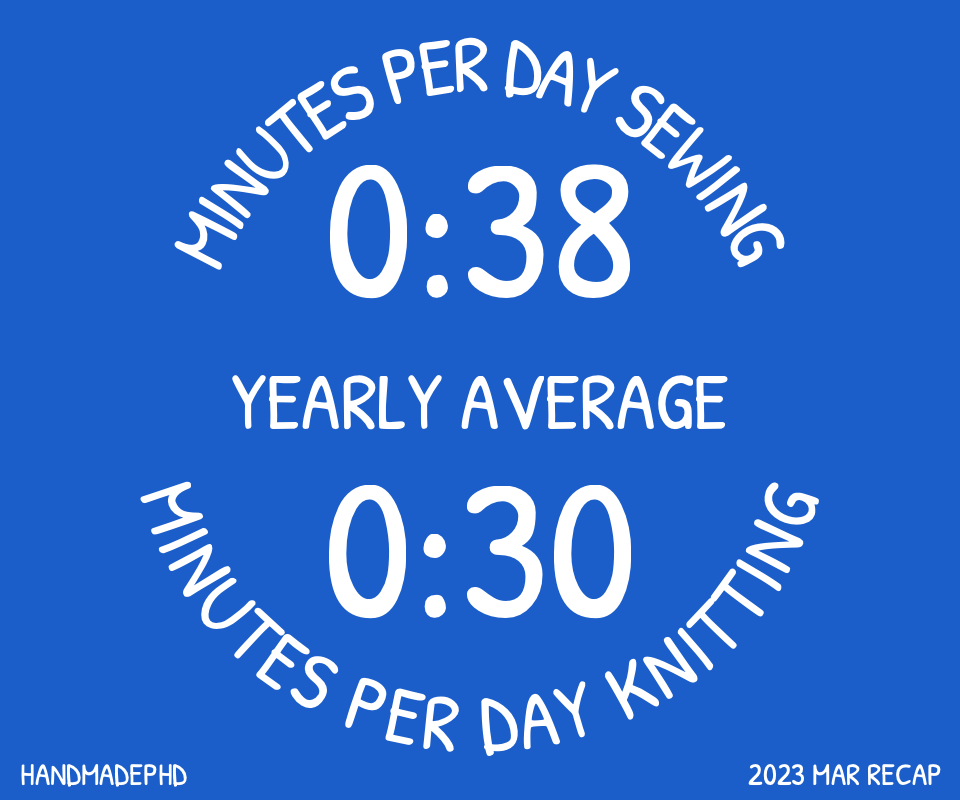 MINUTES PER DAY SEWING
0:38
YEARLY AVERAGE
0:30
MINUTES PER DAY KNITTING
HANDMADEPHD
2023 MAR RECAP